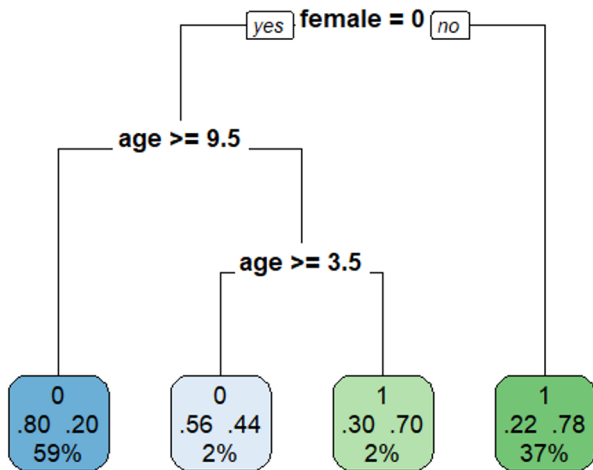 yes female = 0 no
age >= 9.5
age >= 3.5
0 0 1 1
.80 .20 .56 .44 .30 .70 .22 .78
59% 2% 2% 37%